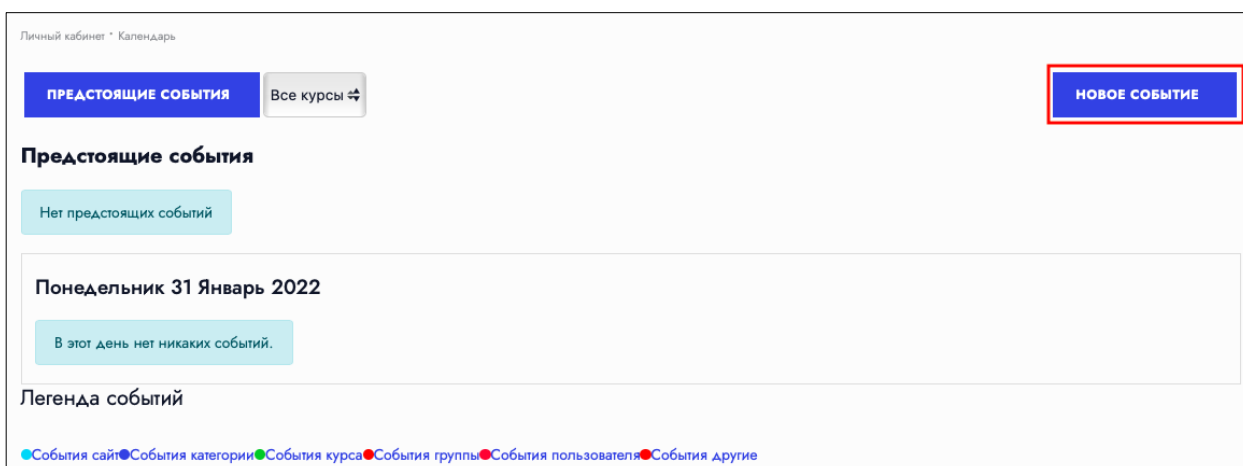 Личный кабинет * Календарь
ПРЕДСТОЯЩИЕ СОБЫТИЯ Все курсы НОВОЕ СОБЫТИЕ
Предстоящие события
Нет предстоящих событий
Понедельник 31 Январь 2022
В этот день нет никаких событий.
Легенда событий
События сайт События категории События курса События группы События пользователя События другие